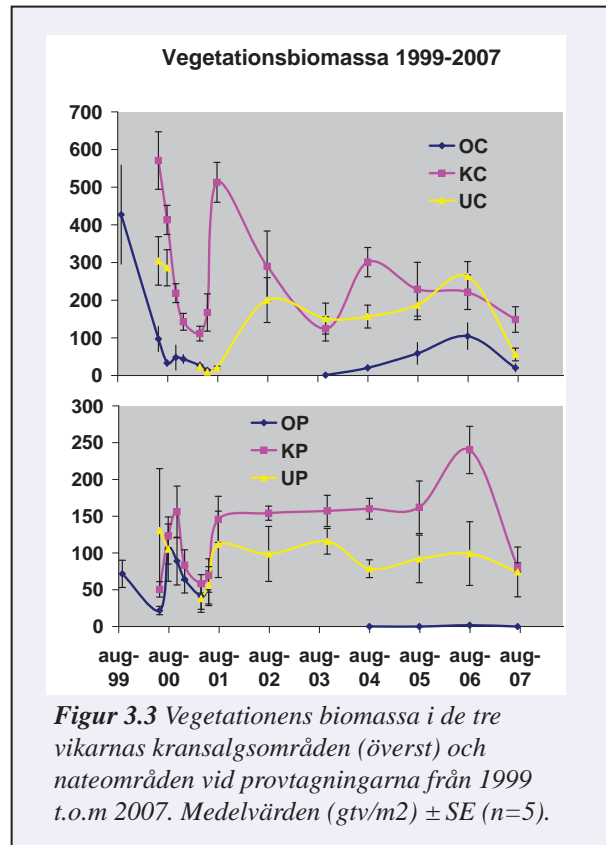 Vegetationsbiomassa 1999-2007
700
600
500
400
300
200
100
0
OC
KC
UC
300
250
200
150
100
50
0
OP
KP
UP
aug- aug- aug- aug- aug- aug- aug- aug- aug-
99 00 01 02 03 04 05 06 07
Figur 3.3 Vegetationens biomassa i de tre
vikarnas kransalgsområden (överst) och
nateområden vid provtagningarna från 1999
t.o.m 2007. Medelvärden (gtv/m2) ± SE (n=5).